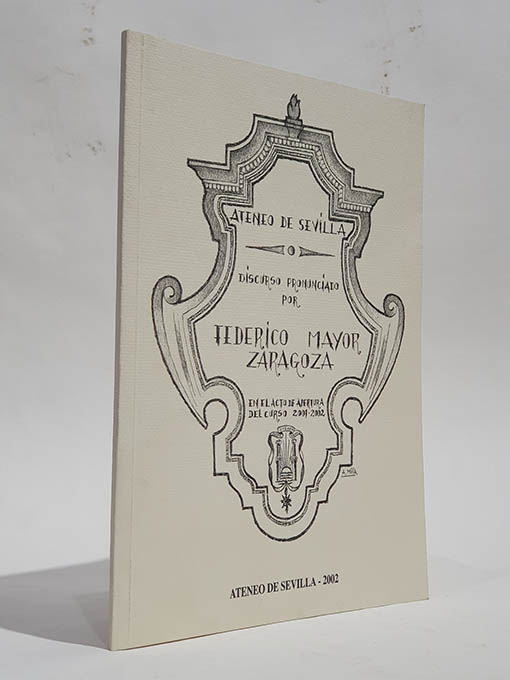 ATENEO DE SEVILLA
DISCURSO PRONUNCIADO
POR
FEDERICO MAYOR
ZARAGOZA
EN EL ACTO DE APERTURA
DEL CURSO 2001-2002
ATENEO DE SEVILLA - 2002